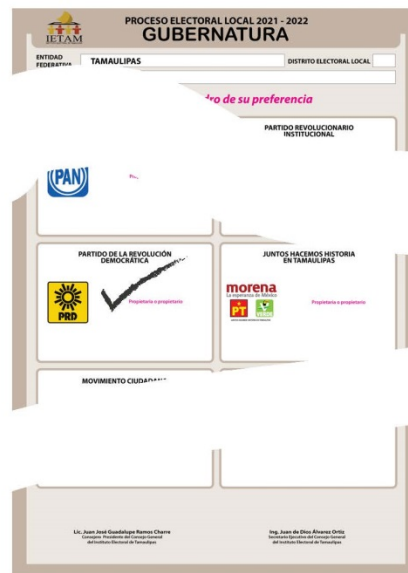 PROCESO ELECTORAL LOCAL 2021 - 2022
GUBERNATURA
IETAM
ENTIDAD
FEDERATIVA
TAMAULIPAS
DISTRITO ELECTORAL LOCAL
de su preferencia
PARTIDO REVOLUCIONARIO
INSTITUCIONAL
PAN
PARTIDO DE LA REVOLUCIÓN
DEMOCRÁTICA
PRD
Propietaria o propietario
JUNTOS HACEMOS HISTORIA
EN TAMAULIPAS
morena
La esperanza de México
PT
VERDE
Propietaria o propietario
MOVIMIENTO
Lic. Juan José Guadalupe Ramos Charre
Consejero Presidente del Consejo General
del Instituto Electoral de Tamaulipas
Ing. Juan de Dios Álvarez Ortiz
Secretario Ejecutivo del Consejo General
del Instituto Electoral de Tamaulipas